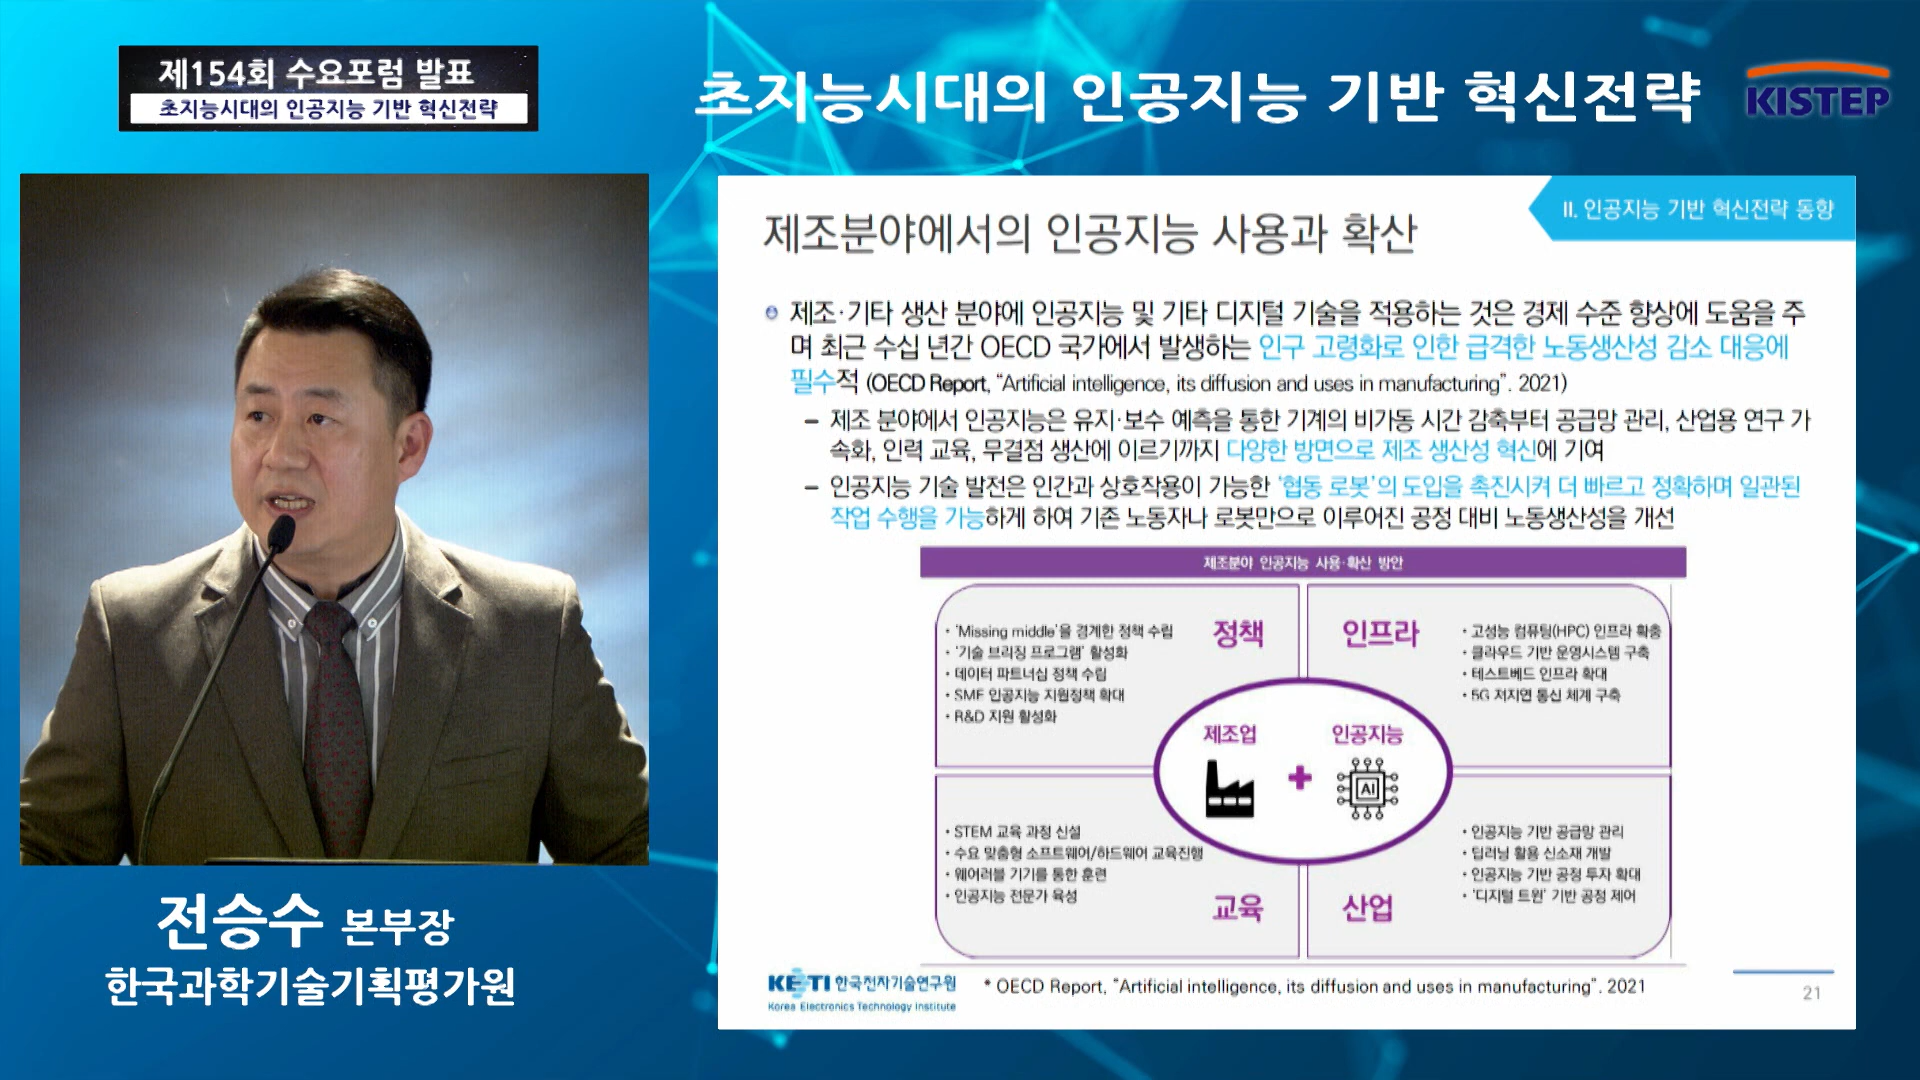 제154회 수요포럼 발표
초지능시대의 인공지능 기반 혁신전략
초지능시대의 인공지능 기반 혁신전략
KISTEP
II. 인공지능 기반 혁신전략 동향
제조분야에서의 인공지능 사용과 확산
제조·기타 생산 분야에 인공지능 및 기타 디지털 기술을 적용하는 것은 경제 수준 향상에 도움을 주
며 최근 수십 년간 OECD 국가에서 발생하는 인구 고령화로 인한 급격한 노동생산성 감소 대응에
필수적 (OECD Report, “Artificial intelligence, its diffusion and uses in manufacturing”. 2021)
– 제조 분야에서 인공지능은 유지·보수 예측을 통한 기계의 비가동 시간 감축부터 공급망 관리, 산업용 연구 가
속화, 인력 교육, 무결점 생산에 이르기까지 다양한 방면으로 제조 생산성 혁신에 기여
– 인공지능 기술 발전은 인간과 상호작용이 가능한 ‘협동 로봇’의 도입을 촉진시켜 더 빠르고 정확하며 일관된
작업 수행을 가능하게 하여 기존 노동자나 로봇만으로 이루어진 공정 대비 노동생산성을 개선
제조분야 인공지능 사용·확산 방안
정책
· ‘Missing middle’을 경계한 정책 수립
· ‘기술 브리징 프로그램’ 활성화
· 데이터 파트너십 정책 수립
· SME 인공지능 지원정책 확대
· R&D 지원 활성화
인프라
· 고성능 컴퓨팅(HPC) 인프라 확충
· 클라우드 기반 운영시스템 구축
· 테스트베드 인프라 확대
· 5G 저지연 통신 체계 구축
제조업
인공지능
AI
· STEM 교육 과정 신설
· 수요 맞춤형 소프트웨어/하드웨어 교육진행
· 웨어러블 기기를 통한 훈련
· 인공지능 전문가 육성
교육
산업
· 인공지능 기반 공급망 관리
· 딥러닝 활용 신소재 개발
· 인공지능 기반 공정 투자 확대
· ‘디지털 트윈’ 기반 공정 제어
KETI 한국전자기술연구원
Korea Electronics Technology Institute
* OECD Report, “Artificial intelligence, its diffusion and uses in manufacturing”. 2021
21
전승수 본부장
한국과학기술기획평가원